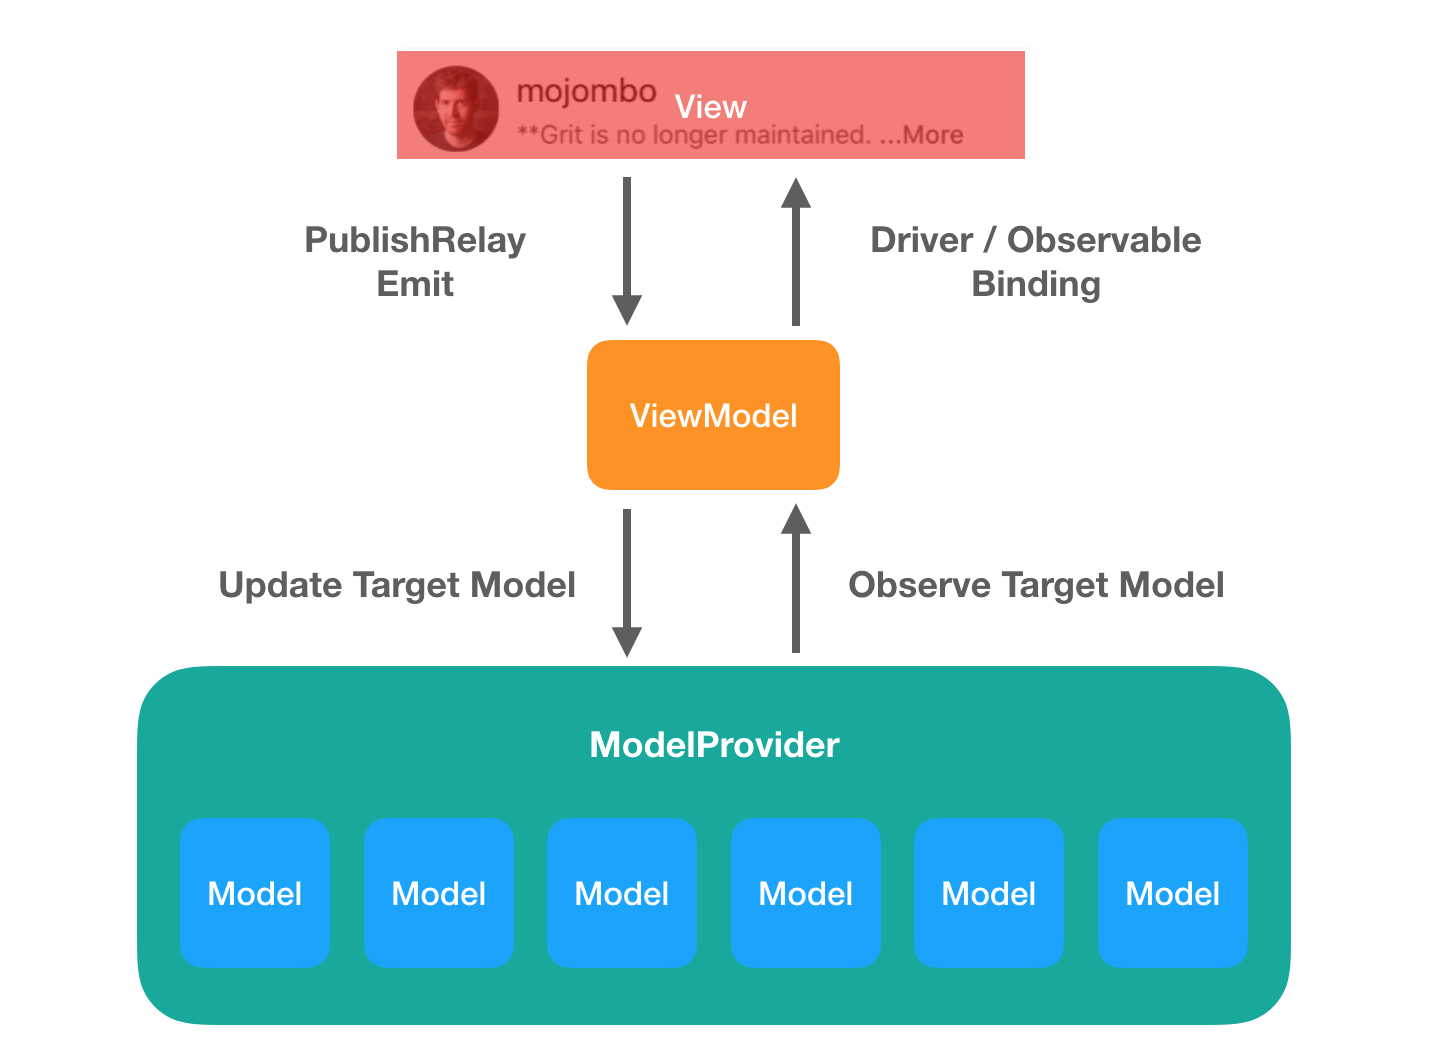 mojombo
View
**Grit is no longer maintained. ...More
PublishRelay
Emit
Driver / Observable
Binding
ViewModel
Update Target Model
Observe Target Model
ModelProvider
Model
Model
Model
Model
Model
Model